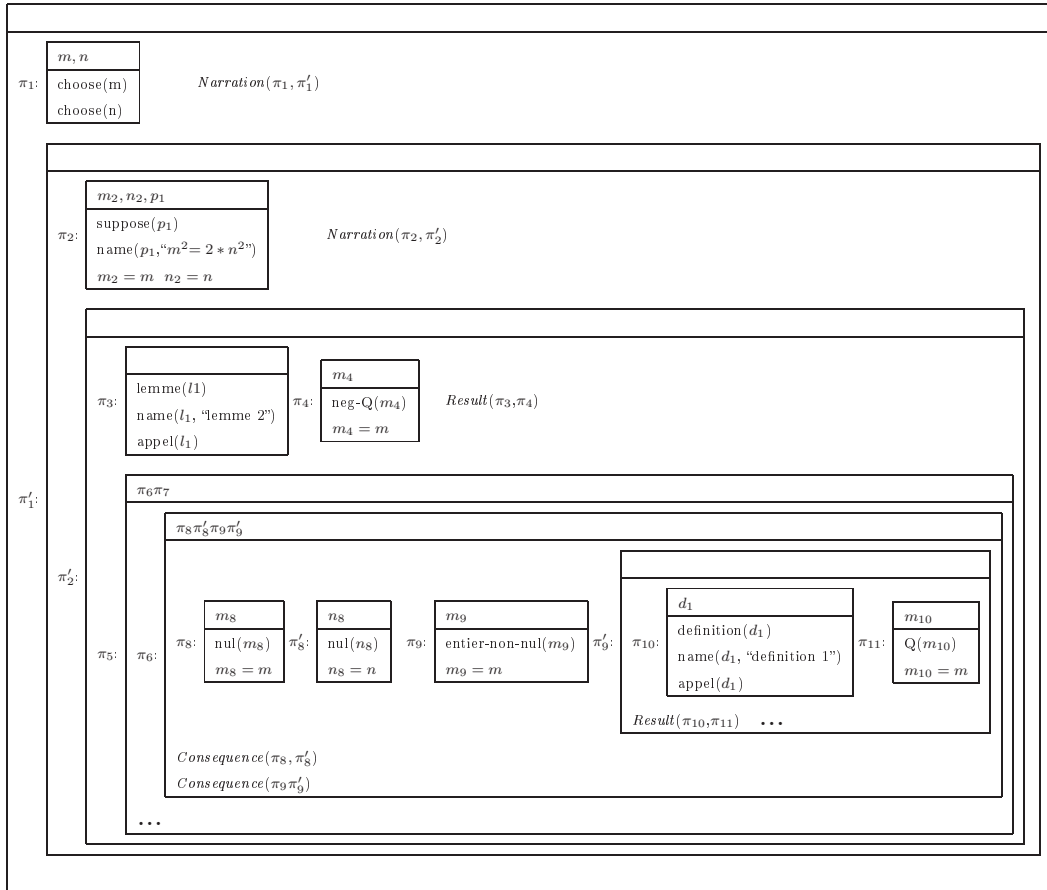 m, n
π₁: choose(m) Narration(π₁, π′₁)
choose(n)
m₂, n₂, p₁
suppose(p₁)
π₂: name(p₁,“m²= 2 ∗ n²”) Narration(π₂, π′₂)
m₂ = m n₂ = n
π₃: lemme(l1)
name(l₁, “lemme 2”)
appel(l₁)
π₄: m₄
neg-Q(m₄)
m₄ = m
Result(π₃,π₄)
π′₁:
π′₂:
π₅: π₆π₇
π₆: π₈π′₈π₉π′₉
π₈: m₈
nul(m₈)
m₈ = m
π′₈: n₈
nul(n₈)
n₈ = n
π₉: m₉
entier-non-nul(m₉)
m₉ = m
π′₉:
π₁₀: d₁
definition(d₁)
name(d₁, “definition 1”)
appel(d₁)
π₁₁: m₁₀
Q(m₁₀)
m₁₀ = m
Result(π₁₀,π₁₁) ...
Consequence(π₈, π′₈)
Consequence(π₉π′₉)
...